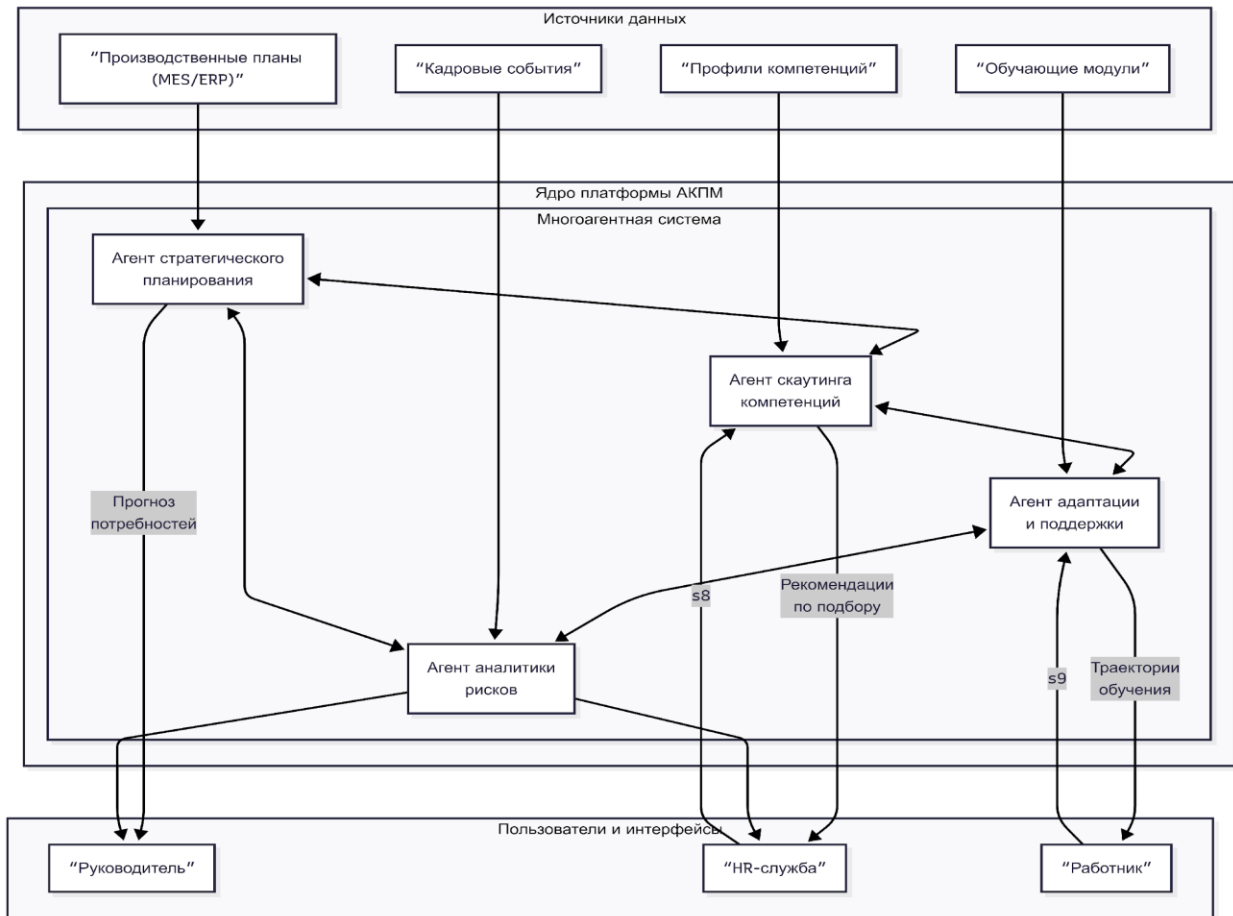 Источники данных
“Производственные планы
(MES/ERP)”
“Кадровые события”
“Профили компетенций”
“Обучающие модули”
Ядро платформы АКПМ
Многоагентная система
Агент стратегического
планирования
Агент скаутинга
компетенций
Агент адаптации
и поддержки
Прогноз
потребностей
s8
Рекомендации
по подбору
Агент аналитики
рисков
s9
Траектории
обучения
Пользователи и интерфейсы
“Руководитель”
“HR-служба”
“Работник”